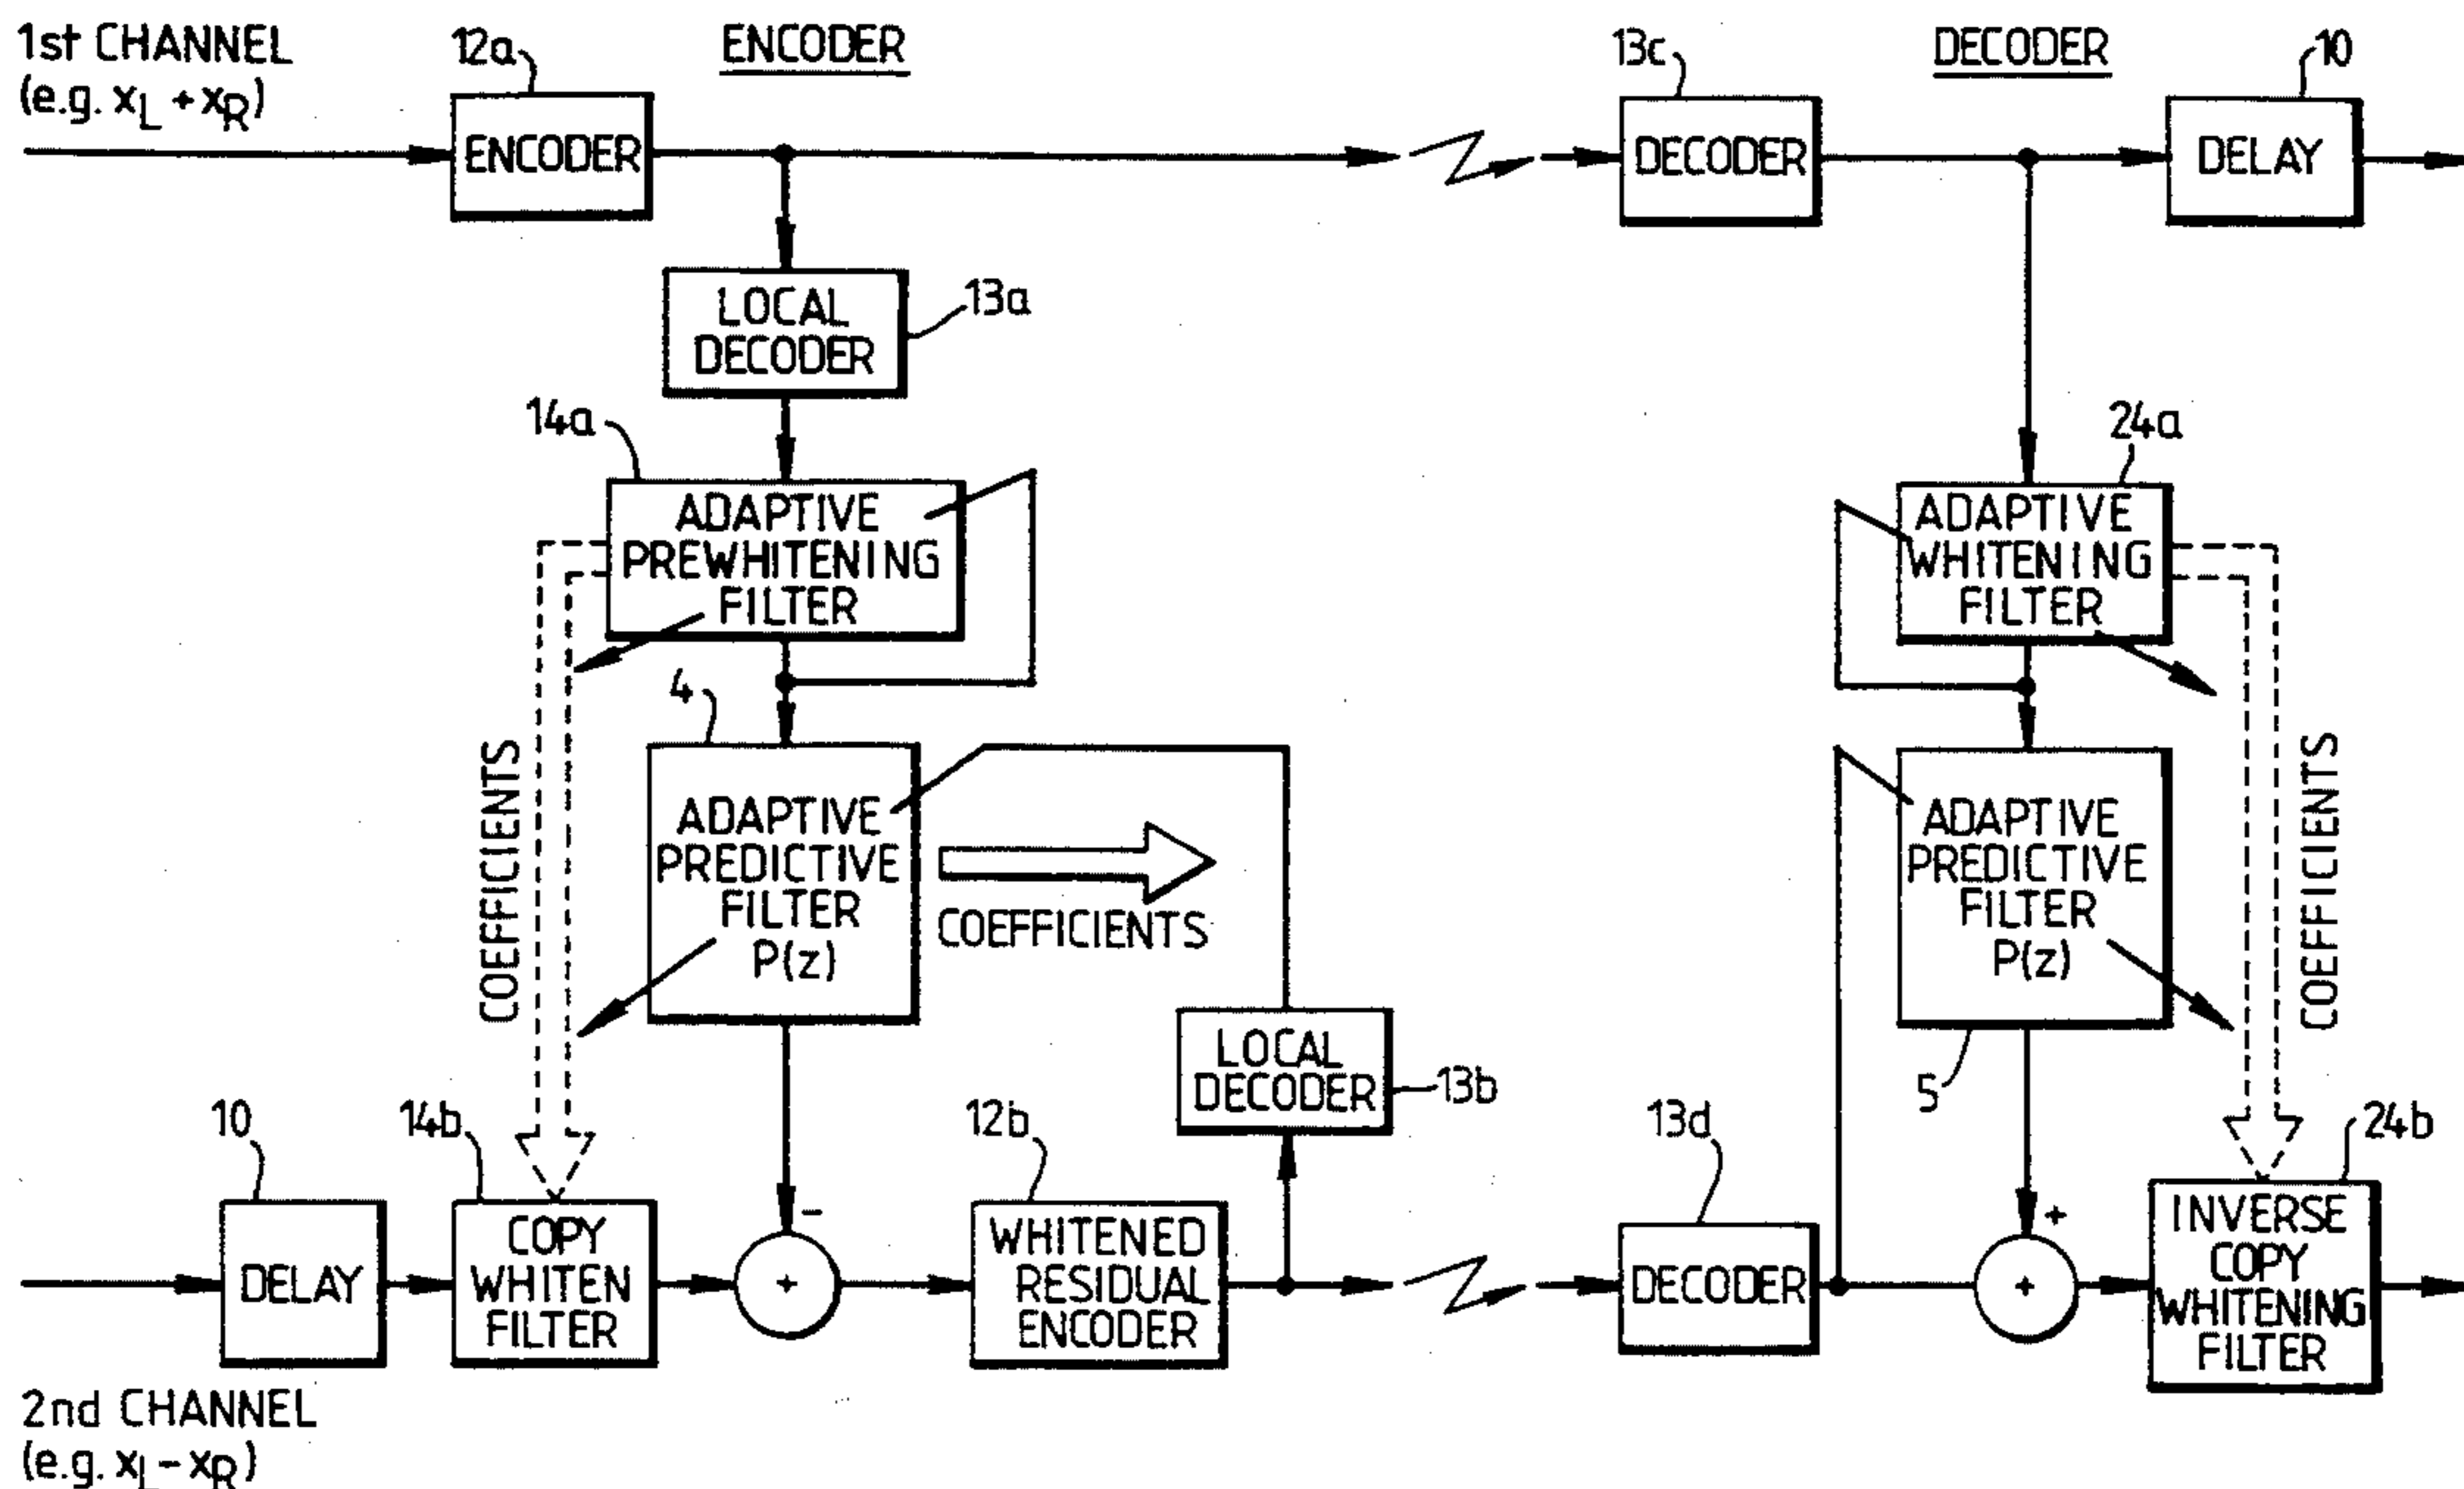 1st CHANNEL
(e.g. xL + xR)
12a
ENCODER
13c
DECODER
10
ENCODER
DECODER
DELAY
LOCAL
DECODER
13a
14a
ADAPTIVE
PREWHITENING
FILTER
24a
ADAPTIVE
WHITENING
FILTER
4
COEFFICIENTS
ADAPTIVE
PREDICTIVE
FILTER
P(z)
COEFFICIENTS
ADAPTIVE
PREDICTIVE
FILTER
P(z)
COEFFICIENTS
5
LOCAL
DECODER
13b
10
14b
12b
13d
24b
DELAY
COPY
WHITEN
FILTER
-
+
WHITENED
RESIDUAL
ENCODER
DECODER
+
+
INVERSE
COPY
WHITENING
FILTER
2nd CHANNEL
(e.g. xL - xR)